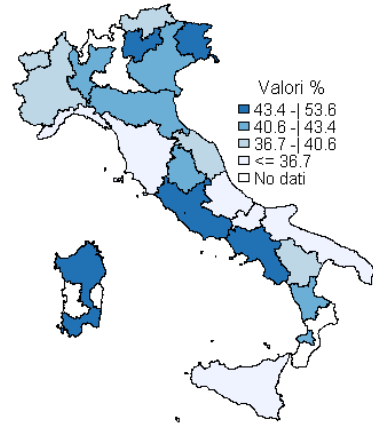 Valori %
43.4 -| 53.6
40.6 -| 43.4
36.7 -| 40.6
<= 36.7
No dati